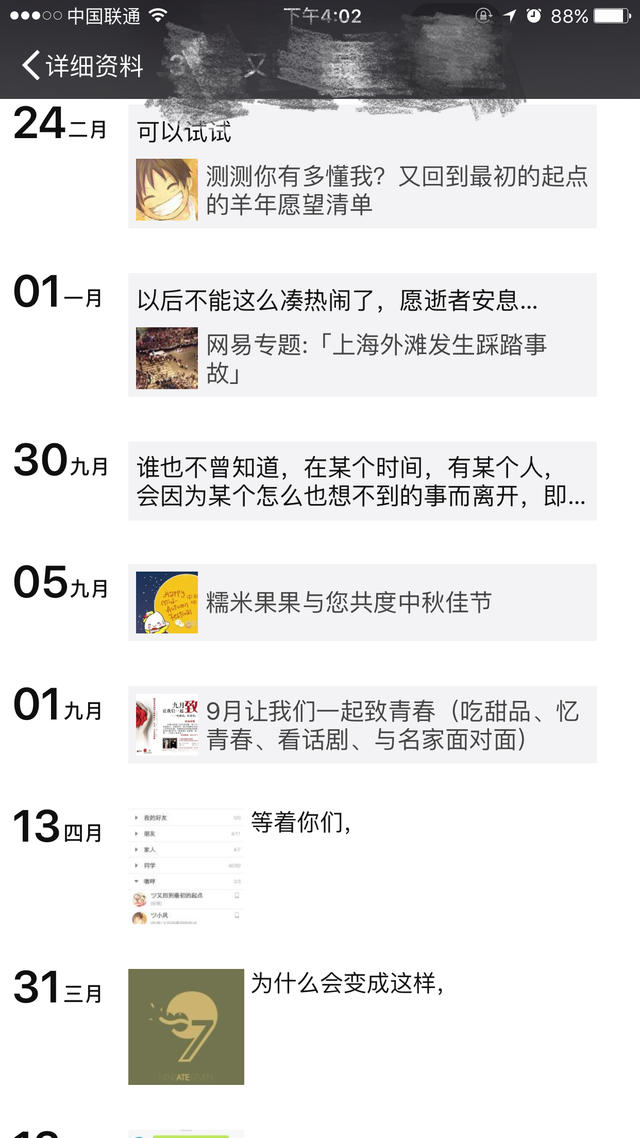 中国联通
下午4:02
88%
详细资料
24二月
可以试试
测测你有多懂我？又回到最初的起点
的羊年愿望清单
01一月
以后不能这么凑热闹了，愿逝者安息...
网易专题:「上海外滩发生踩踏事
故」
30九月
谁也不曾知道，在某个时间，有某个人，
会因为某个怎么也想不到的事而离开，即...
05九月
糯米果果与您共度中秋佳节
01九月
9月让我们一起致青春（吃甜品、忆
青春、看话剧、与名家面对面）
13四月
等着你们，
我的好友
朋友
家人
同学
ツ又回到最初的起点
ツ小风
31三月
为什么会变成这样，
97